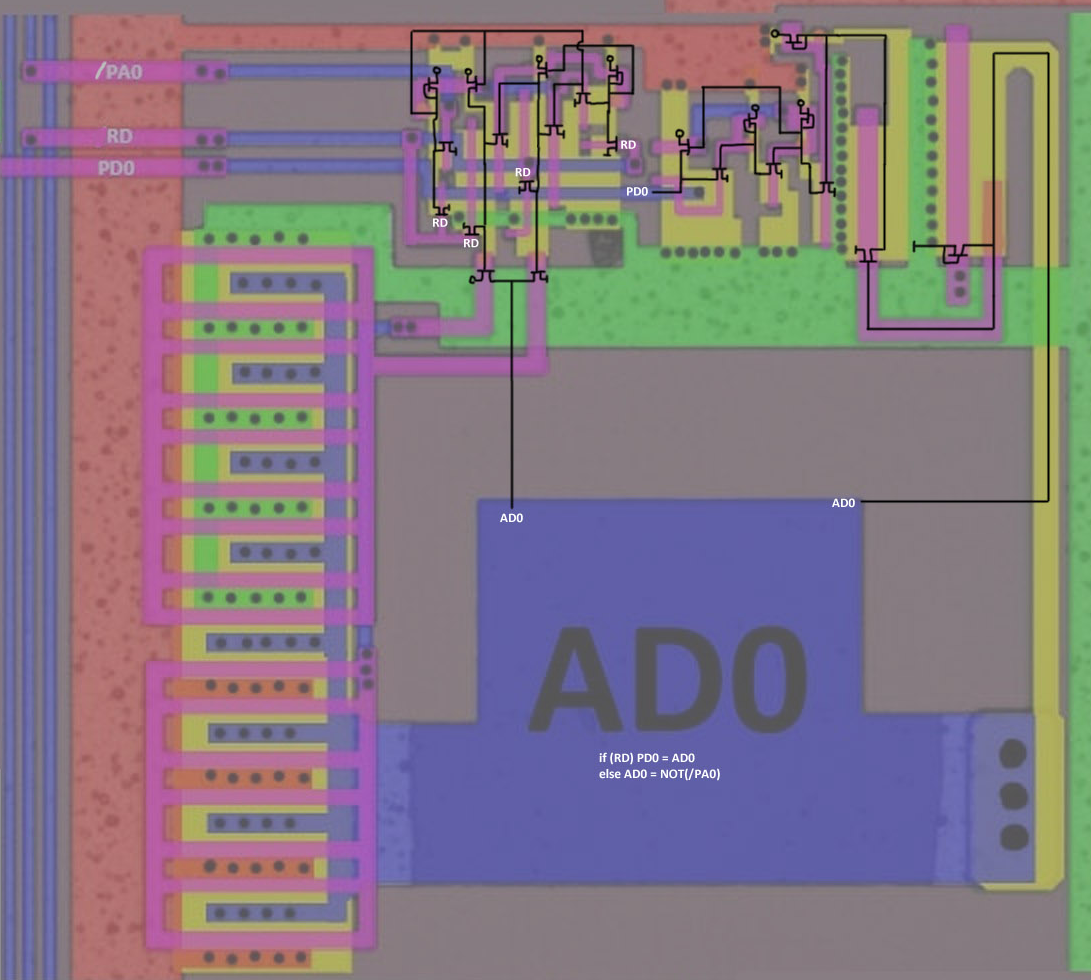 /PA0
RD
PD0
RD
RD
PD0
RD
RD
AD0
AD0
AD0
if (RD) PD0 = AD0
else AD0 = NOT(/PA0)